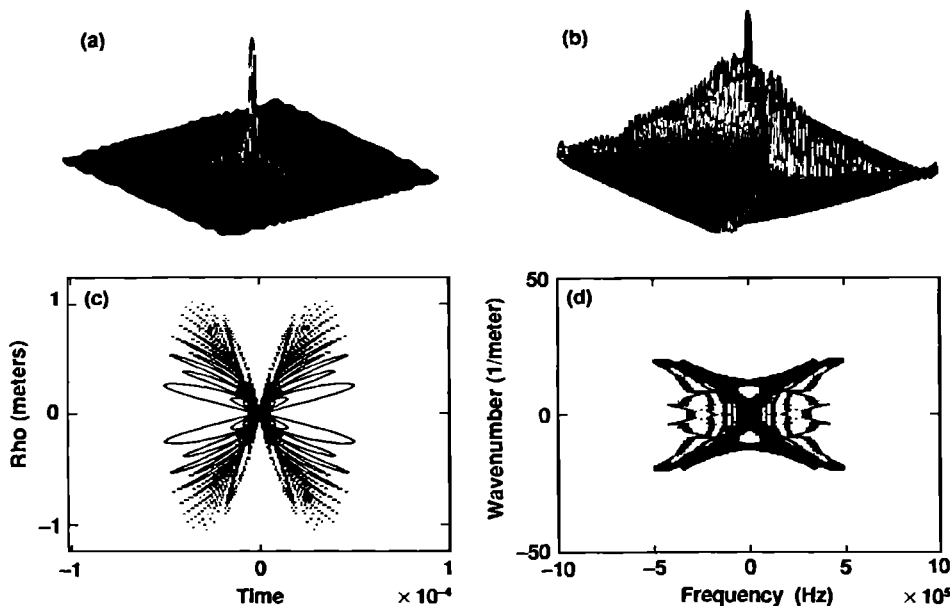 (a)
(b)
(c)
Rho (meters)
1
0
−1
−1 0 1
Time × 10⁻⁴
(d)
Wavenumber (1/meter)
50
0
−50
−10 −5 0 5 10
Frequency (Hz) × 10⁵